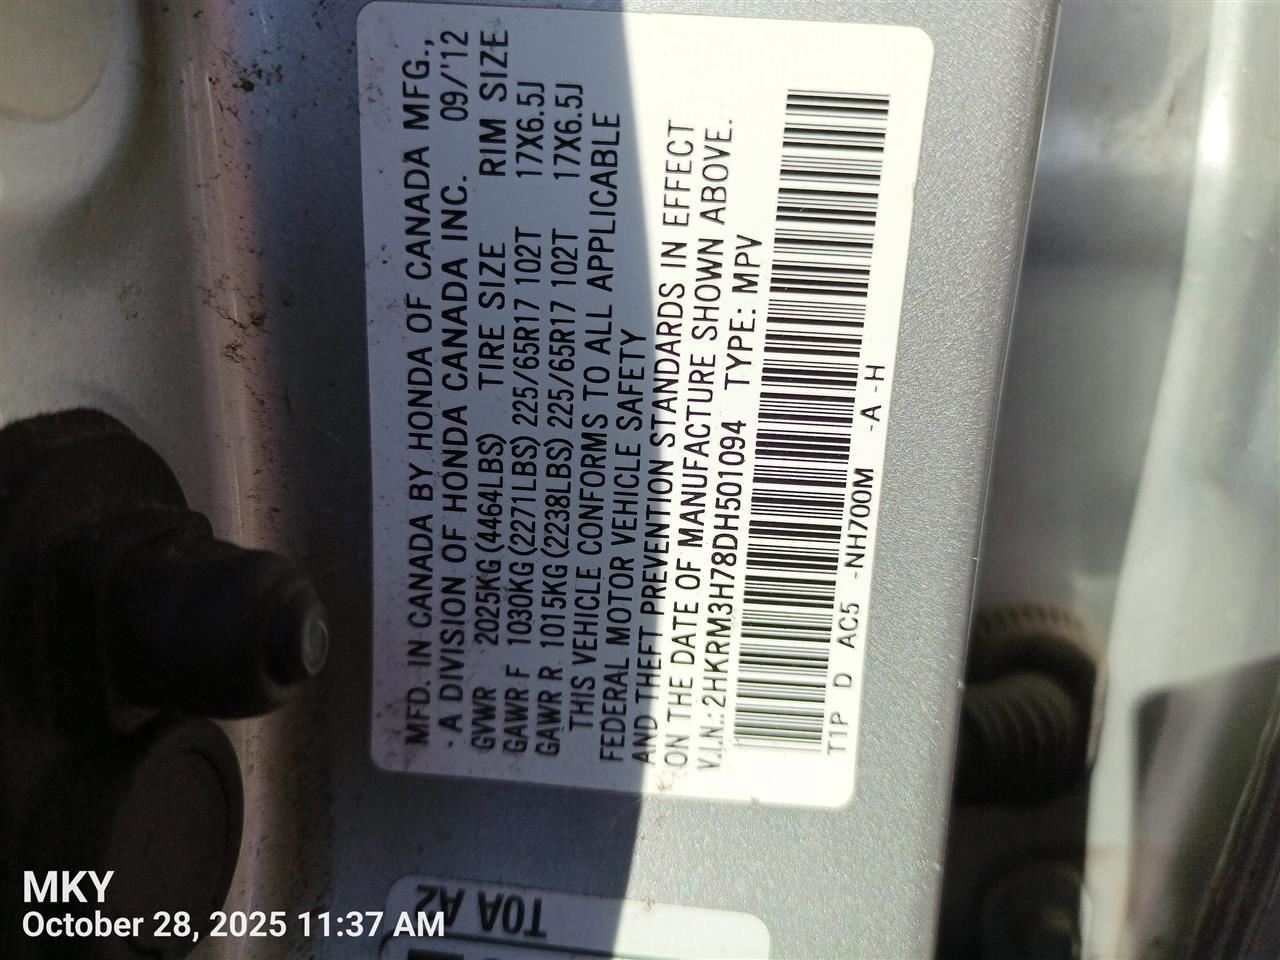 MFD. IN CANADA BY HONDA OF CANADA MFG.,
- A DIVISION OF HONDA CANADA INC. 09/'12
GVWR 2025KG(4464LBS) TIRE SIZE RIM SIZE
GAWR F 1030KG(2271LBS) 225/65R17 102T 17X6.5J
GAWR R 1015KG(2238LBS) 225/65R17 102T 17X6.5J
THIS VEHICLE CONFORMS TO ALL APPLICABLE
FEDERAL MOTOR VEHICLE SAFETY
AND THEFT PREVENTION STANDARDS IN EFFECT
ON THE DATE OF MANUFACTURE SHOWN ABOVE.
V.I.N.: 2HKRM3H78DH501094 TYPE: MPV
T1P D AC5 -NH700M -A -H
T0A A2
MKY
October 28, 2025 11:37 AM